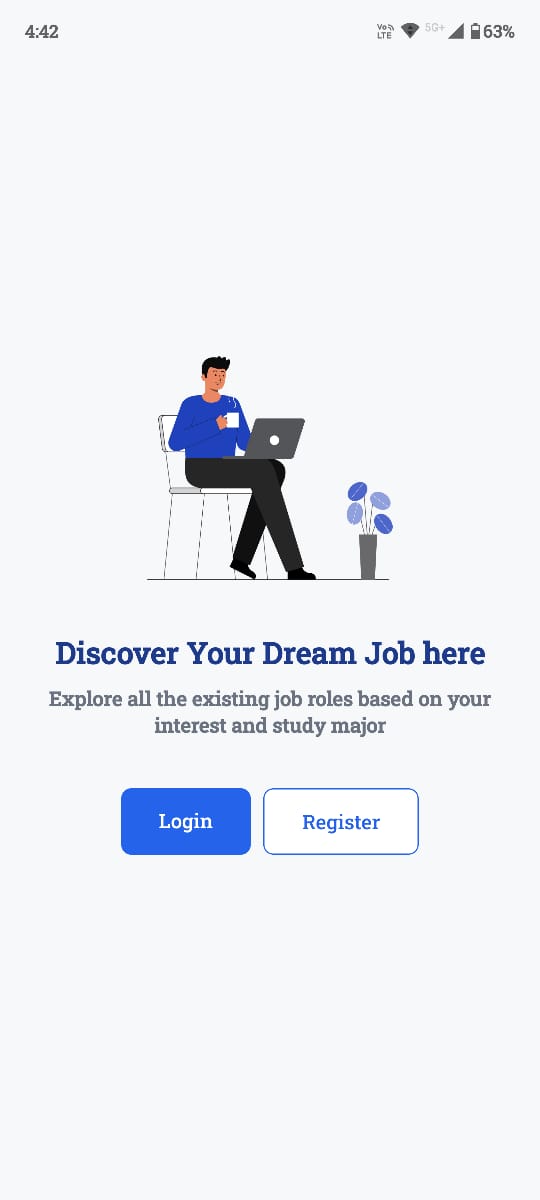 4:42
Vo LTE 5G+ 63%
Discover Your Dream Job here
Explore all the existing job roles based on your
interest and study major
Login
Register